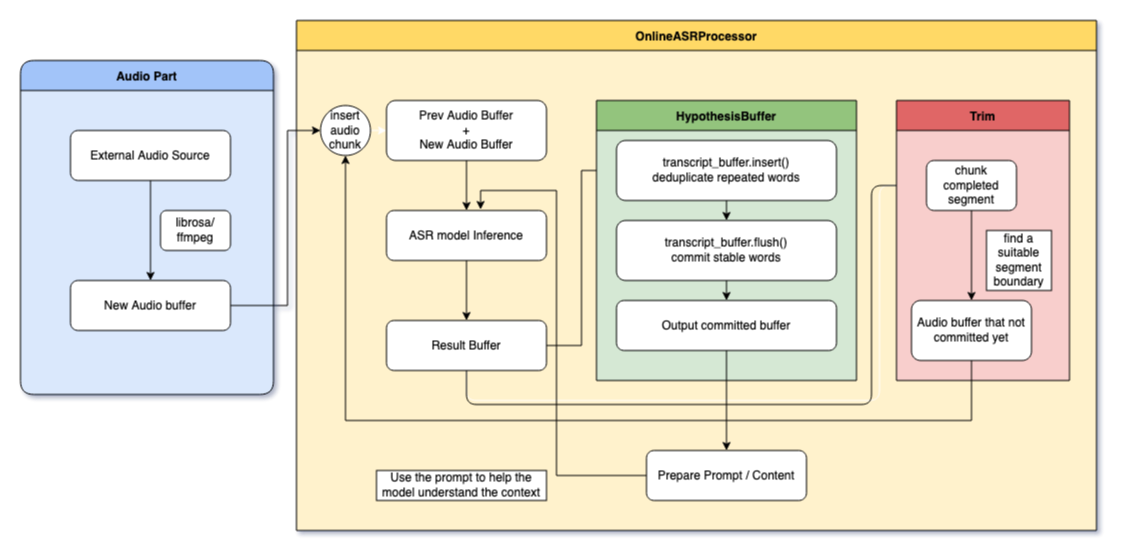 OnlineASRProcessor
Audio Part
External Audio Source
librosa/
ffmpeg
New Audio buffer
insert
audio
chunk
Prev Audio Buffer
+
New Audio Buffer
ASR model Inference
Result Buffer
HypothesisBuffer
transcript_buffer.insert()
deduplicate repeated words
transcript_buffer.flush()
commit stable words
Output committed buffer
Trim
chunk
completed
segment
find a
suitable
segment
boundary
Audio buffer that not
committed yet
Use the prompt to help the
model understand the context
Prepare Prompt / Content